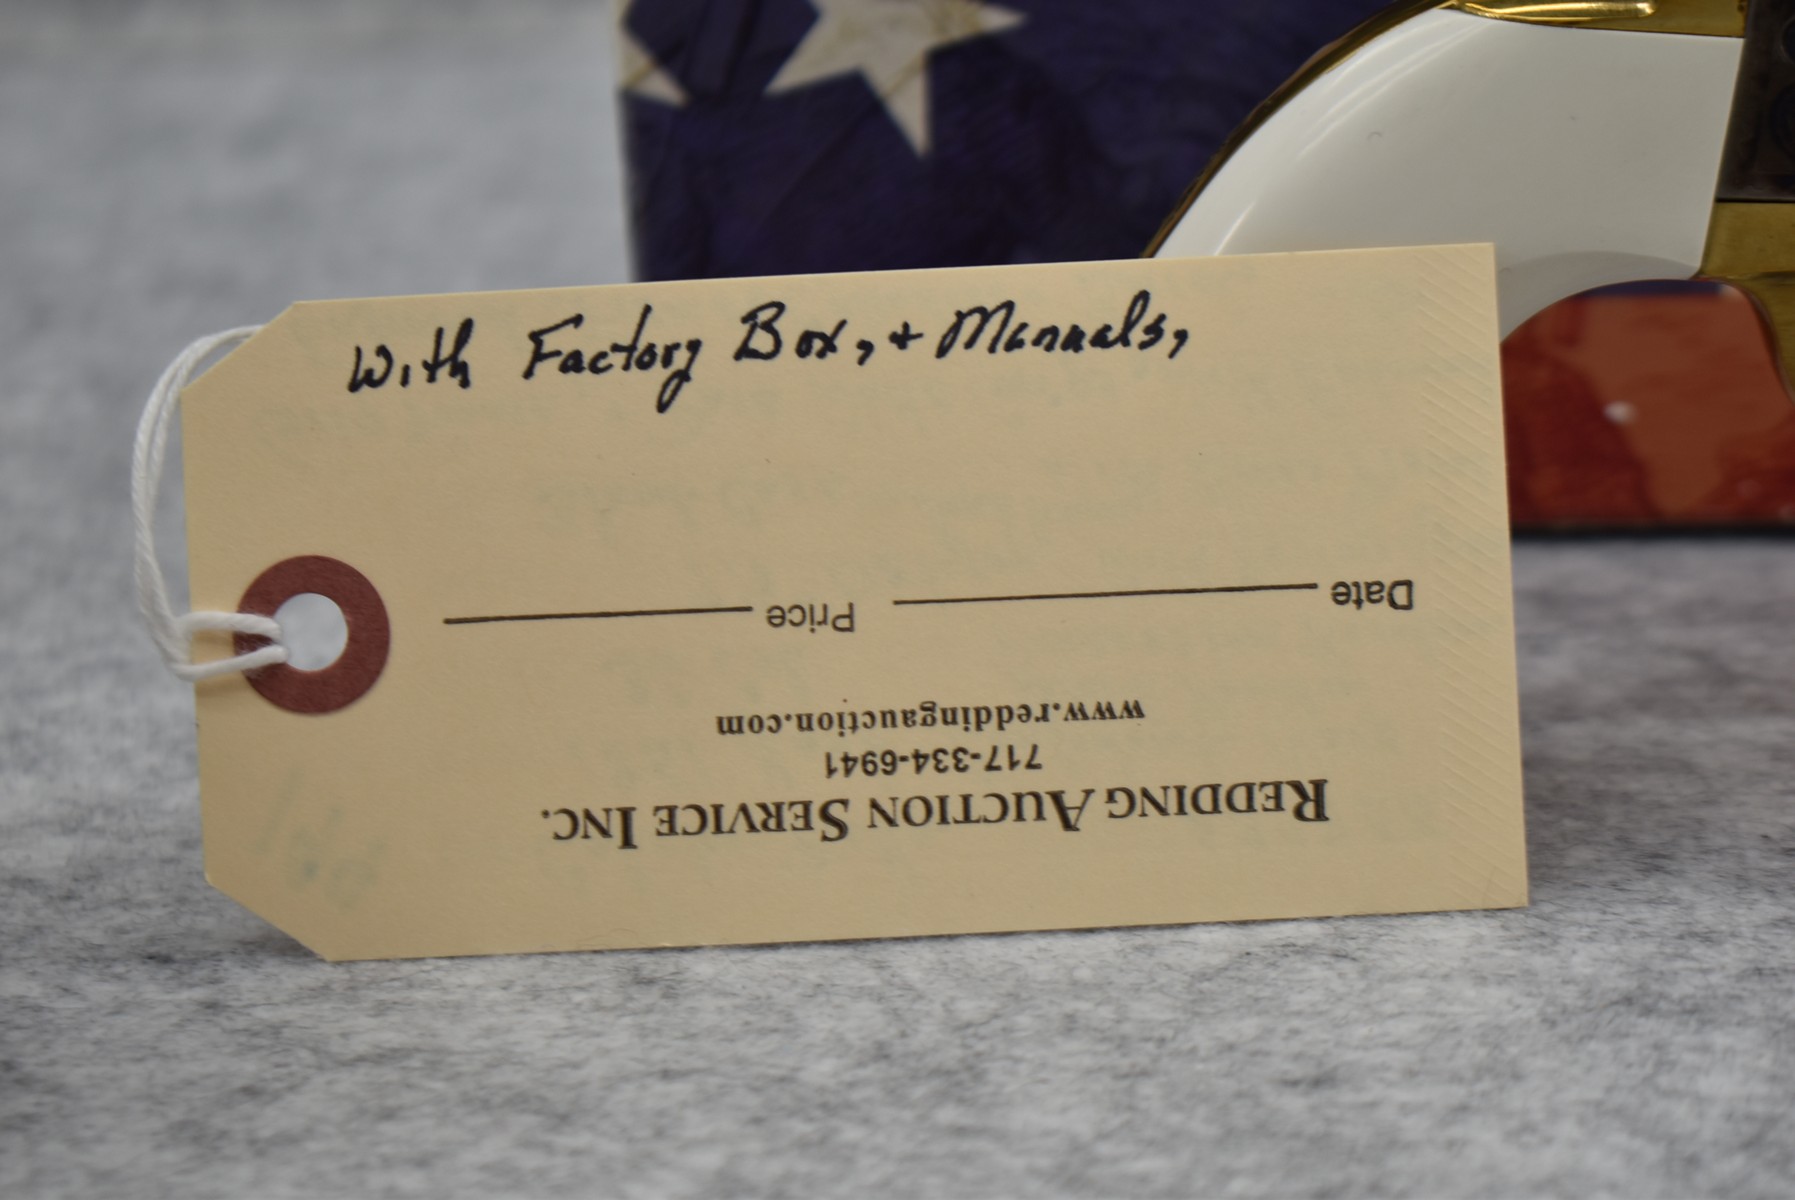 With Factory Box, + Manuals,
REDDING AUCTION SERVICE INC.
717-334-6941
www.reddingauction.com
Date Price